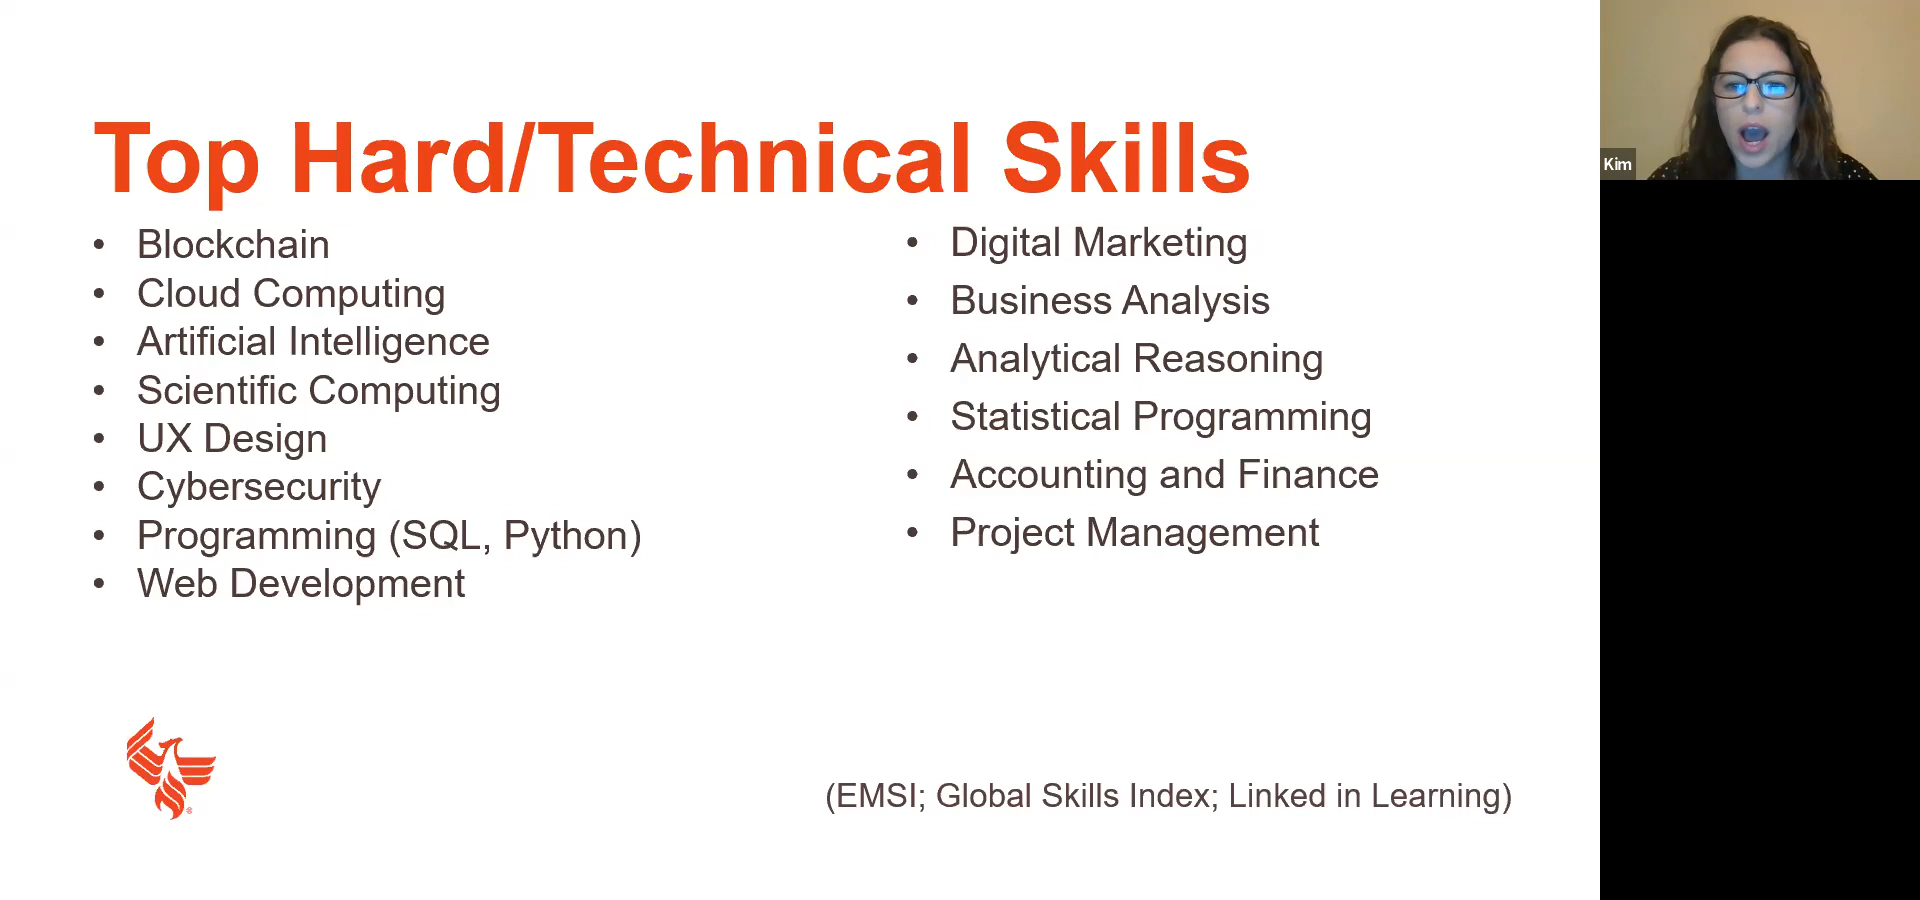 Top Hard/Technical Skills
• Blockchain
• Cloud Computing
• Artificial Intelligence
• Scientific Computing
• UX Design
• Cybersecurity
• Programming (SQL, Python)
• Web Development
• Digital Marketing
• Business Analysis
• Analytical Reasoning
• Statistical Programming
• Accounting and Finance
• Project Management
(EMSI; Global Skills Index; Linked in Learning)
®
Kim